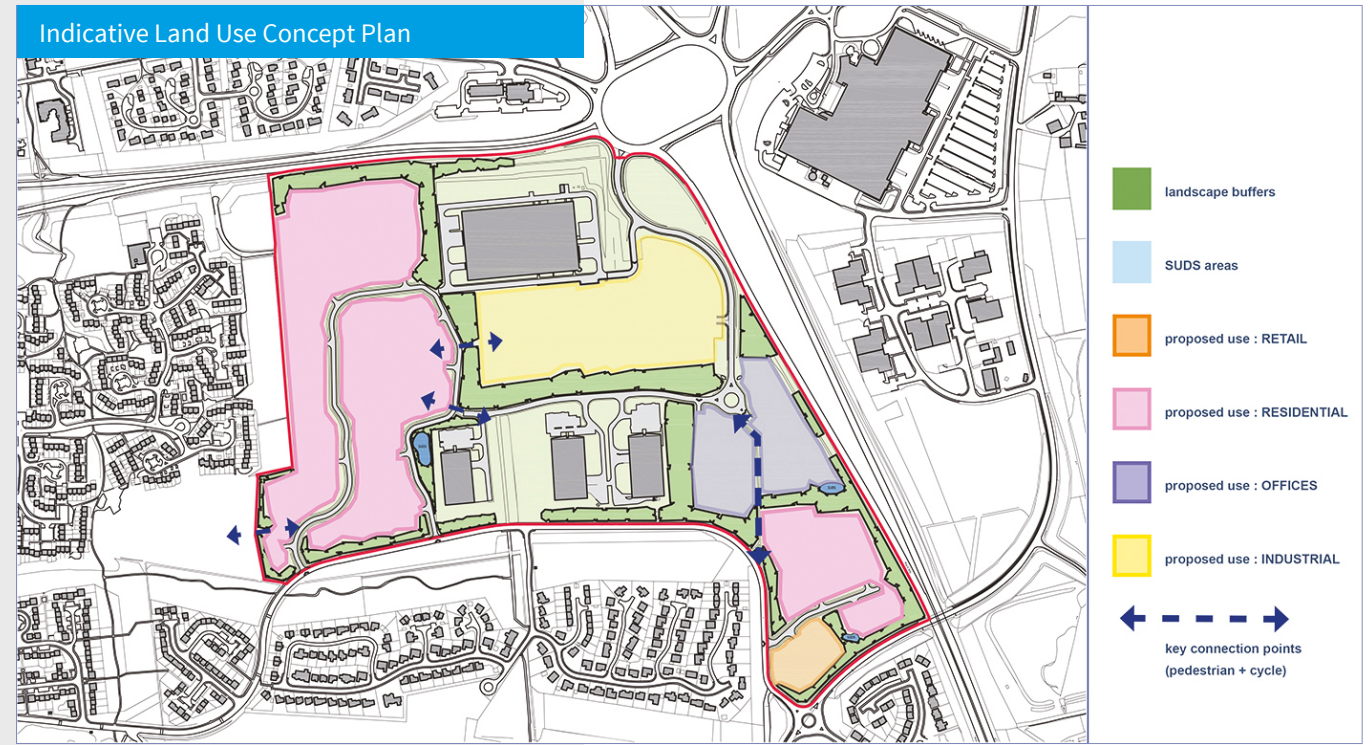 Indicative Land Use Concept Plan
landscape buffers
SUDS areas
proposed use : RETAIL
proposed use : RESIDENTIAL
proposed use : OFFICES
proposed use : INDUSTRIAL
key connection points
(pedestrian + cycle)